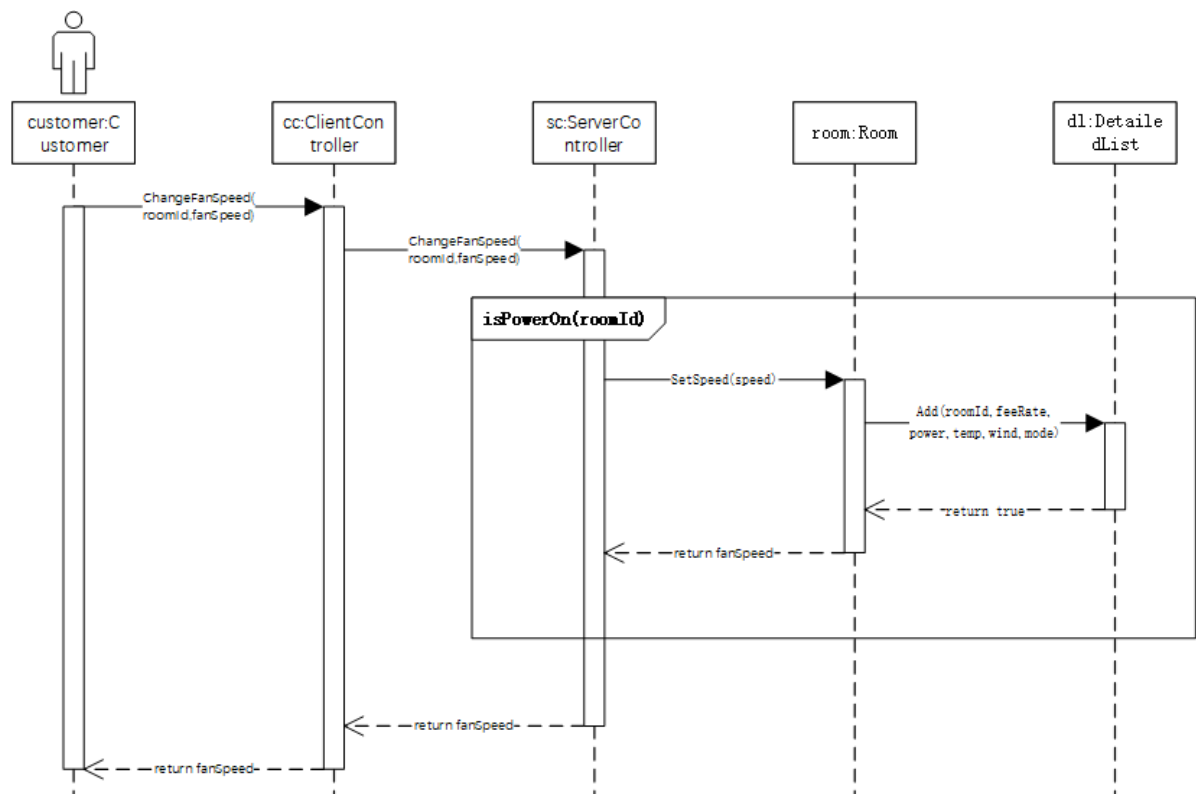 customer:C
ustomer
cc:ClientCon
troller
sc:ServerCo
ntroller
room:Room
dl:Detaile
dList
ChangeFanSpeed(
roomId,fanSpeed)
ChangeFanSpeed(
roomId,fanSpeed)
isPowerOn(roomId)
SetSpeed(speed)
Add(roomId,feeRate,
power,temp,wind,mode)
return true
return fanSpeed
return fanSpeed
return fanSpeed